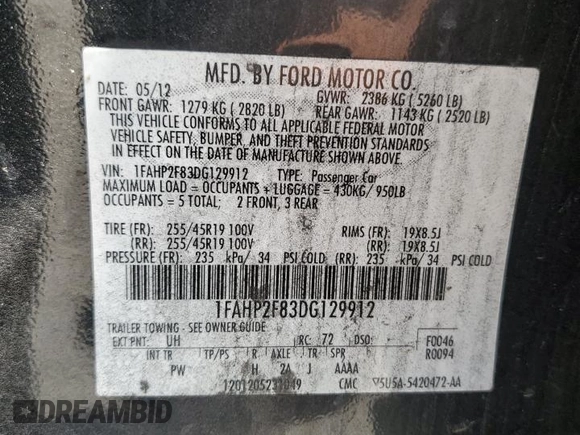 MFD. BY FORD MOTOR CO.
DATE: 05/12 GVWR: 2386 KG ( 5260 LB)
FRONT GAWR: 1279 KG ( 2820 LB) REAR GAWR: 1143 KG ( 2520 LB)
THIS VEHICLE CONFORMS TO ALL APPLICABLE FEDERAL MOTOR
VEHICLE SAFETY, BUMPER, AND THEFT PREVENTION STANDARDS
IN EFFECT ON THE DATE OF MANUFACTURE SHOWN ABOVE.
VIN: 1FAHP2F83DG129912 TYPE: Passenger Car
MAXIMUM LOAD = OCCUPANTS + LUGGAGE = 430KG/ 950LB
OCCUPANTS = 5 TOTAL; 2 FRONT, 3 REAR
TIRE (FR): 255/45R19 100V RIMS (FR): 19X8.5J
(RR): 255/45R19 100V (RR): 19X8.5J
PRESSURE (FR): 235 kPa/ 34 PSI COLD (RR): 235 kPa/ 34 PSI COLD
1FAHP2F83DG129912
TRAILER TOWING - SEE OWNER GUIDE
EXT PNT: UH RC: 72 DSO: F0046
INT TR TP/PS R AXLE TR SPR R0094
PW H 2A J AAAA
CMC 5U5A-5420472-AA
DREAMBID